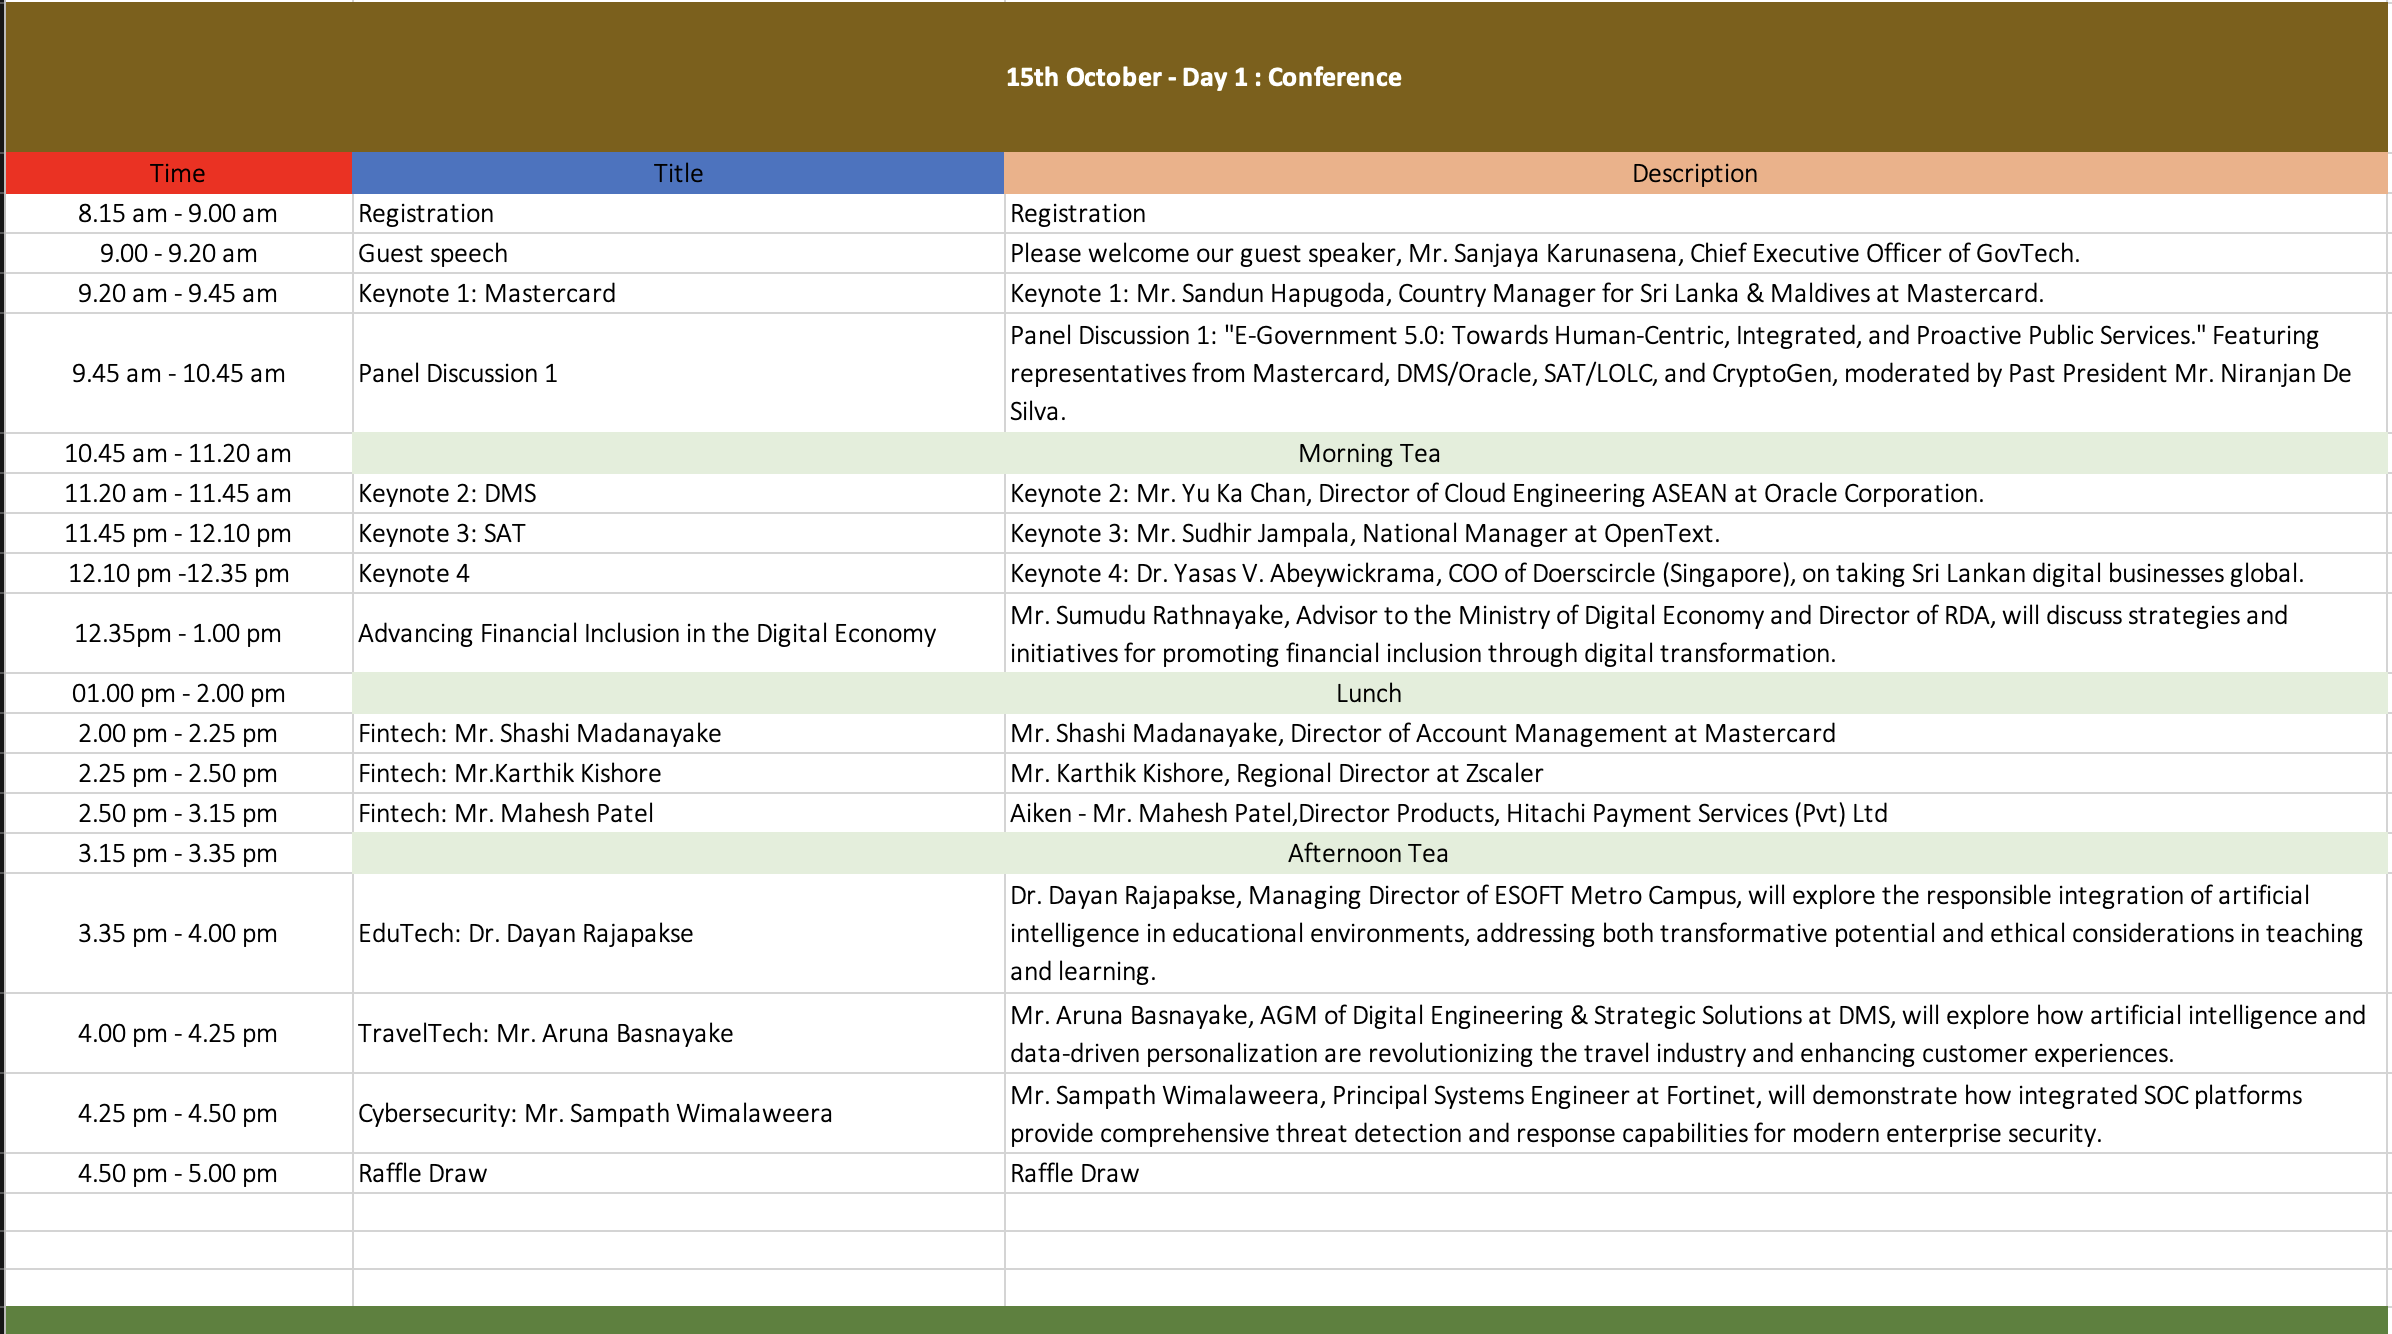 15th October - Day 1 : Conference
Time Title Description
8.15 am - 9.00 am Registration Registration
9.00 - 9.20 am Guest speech Please welcome our guest speaker, Mr. Sanjaya Karunasena, Chief Executive Officer of GovTech.
9.20 am - 9.45 am Keynote 1: Mastercard Keynote 1: Mr. Sandun Hapugoda, Country Manager for Sri Lanka & Maldives at Mastercard.
9.45 am - 10.45 am Panel Discussion 1 Panel Discussion 1: "E-Government 5.0: Towards Human-Centric, Integrated, and Proactive Public Services." Featuring
representatives from Mastercard, DMS/Oracle, SAT/LOLC, and CryptoGen, moderated by Past President Mr. Niranjan De
Silva.
10.45 am - 11.20 am Morning Tea
11.20 am - 11.45 am Keynote 2: DMS Keynote 2: Mr. Yu Ka Chan, Director of Cloud Engineering ASEAN at Oracle Corporation.
11.45 pm - 12.10 pm Keynote 3: SAT Keynote 3: Mr. Sudhir Jampala, National Manager at OpenText.
12.10 pm -12.35 pm Keynote 4 Keynote 4: Dr. Yasas V. Abeywickrama, COO of Doerscircle (Singapore), on taking Sri Lankan digital businesses global.
12.35pm - 1.00 pm Advancing Financial Inclusion in the Digital Economy Mr. Sumudu Rathnayake, Advisor to the Ministry of Digital Economy and Director of RDA, will discuss strategies and
initiatives for promoting financial inclusion through digital transformation.
01.00 pm - 2.00 pm Lunch
2.00 pm - 2.25 pm Fintech: Mr. Shashi Madanayake Mr. Shashi Madanayake, Director of Account Management at Mastercard
2.25 pm - 2.50 pm Fintech: Mr.Karthik Kishore Mr. Karthik Kishore, Regional Director at Zscaler
2.50 pm - 3.15 pm Fintech: Mr. Mahesh Patel Aiken - Mr. Mahesh Patel,Director Products, Hitachi Payment Services (Pvt) Ltd
3.15 pm - 3.35 pm Afternoon Tea
3.35 pm - 4.00 pm EduTech: Dr. Dayan Rajapakse Dr. Dayan Rajapakse, Managing Director of ESOFT Metro Campus, will explore the responsible integration of artificial
intelligence in educational environments, addressing both transformative potential and ethical considerations in teaching
and learning.
4.00 pm - 4.25 pm TravelTech: Mr. Aruna Basnayake Mr. Aruna Basnayake, AGM of Digital Engineering & Strategic Solutions at DMS, will explore how artificial intelligence and
data-driven personalization are revolutionizing the travel industry and enhancing customer experiences.
4.25 pm - 4.50 pm Cybersecurity: Mr. Sampath Wimalaweera Mr. Sampath Wimalaweera, Principal Systems Engineer at Fortinet, will demonstrate how integrated SOC platforms
provide comprehensive threat detection and response capabilities for modern enterprise security.
4.50 pm - 5.00 pm Raffle Draw Raffle Draw